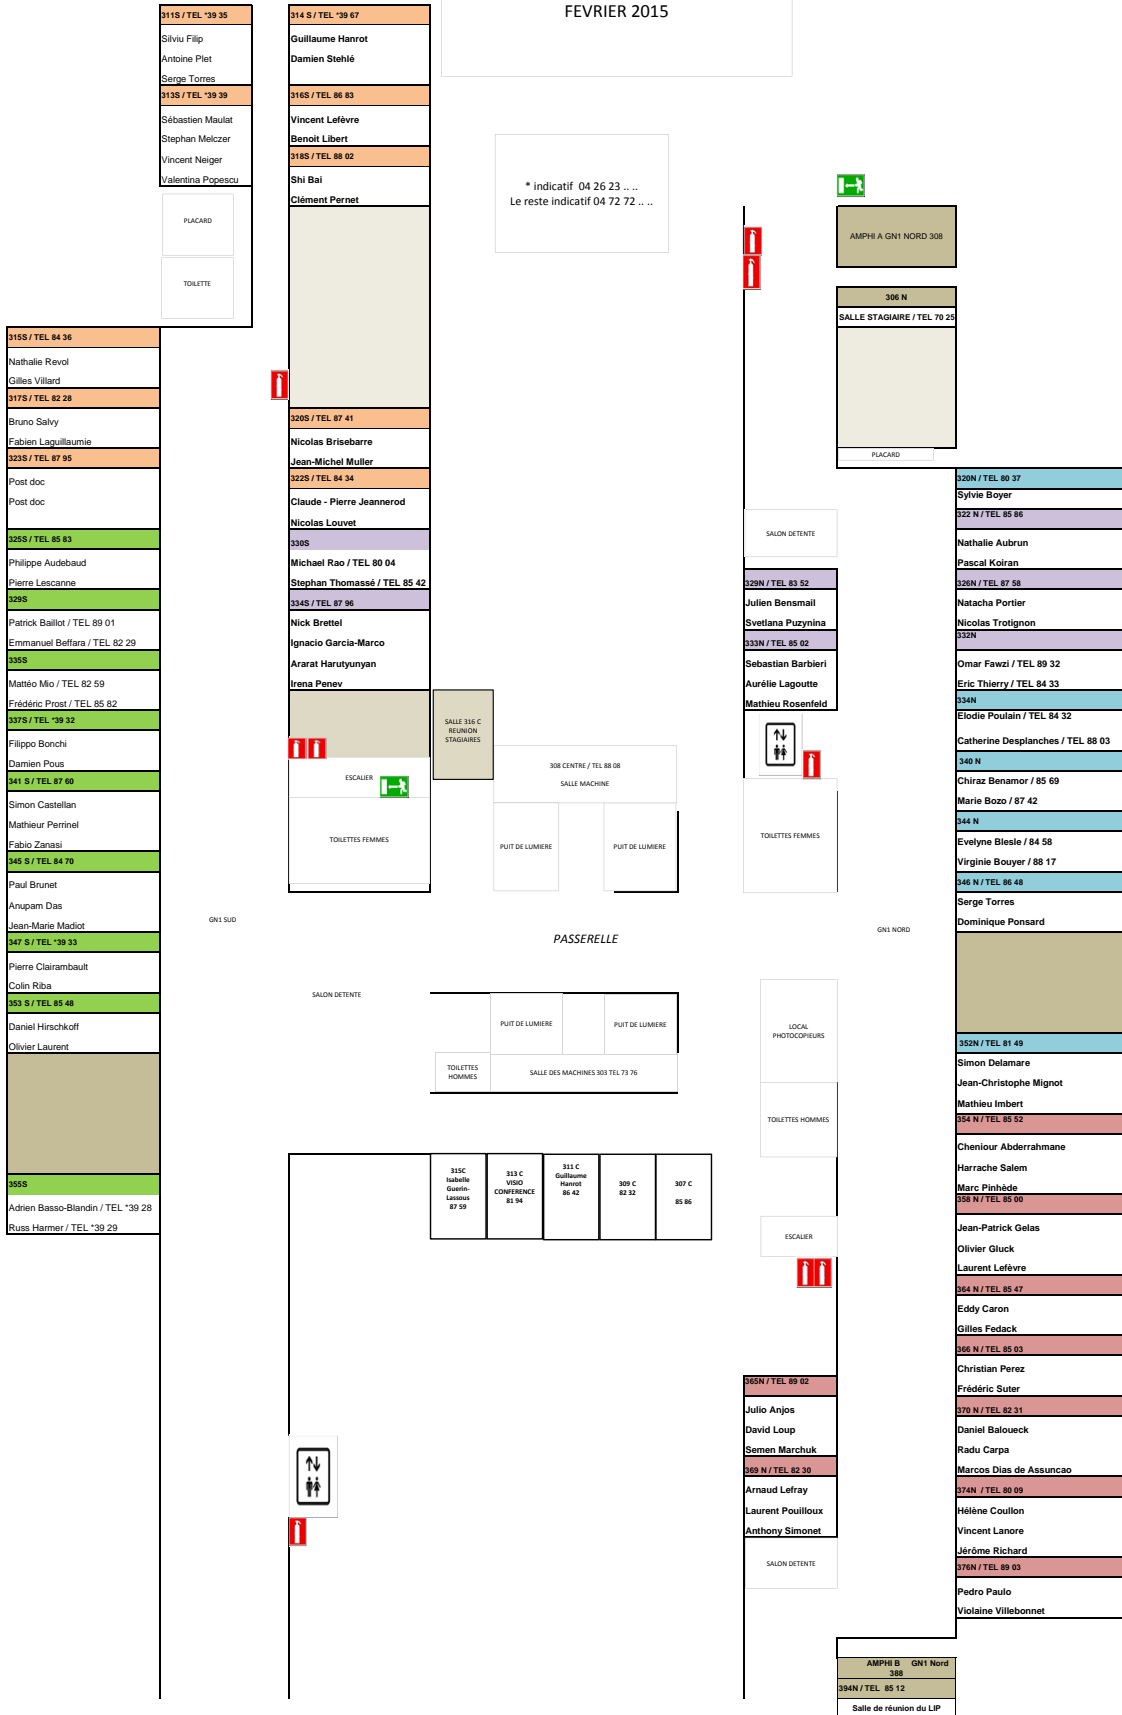 FEVRIER 2015
* indicatif 04 26 23 .. ..
Le reste indicatif 04 72 72 .. ..
311S / TEL *39 35
Silviu Filip
Antoine Plet
Serge Torres
313S / TEL *39 39
Sébastien Maulat
Stephan Melczer
Vincent Neiger
Valentina Popescu
PLACARD
TOILETTE
315S / TEL 84 36
Nathalie Revol
Gilles Villard
317S / TEL 82 28
Bruno Salvy
Fabien Laguillaumie
323S / TEL 87 95
Post doc
Post doc
325S / TEL 85 83
Philippe Audebaud
Pierre Lescanne
329S
Patrick Baillot / TEL 89 01
Emmanuel Beffara / TEL 82 29
335S
Mattéo Mio / TEL 82 59
Frédéric Prost / TEL 85 82
337S / TEL *39 32
Filippo Bonchi
Damien Pous
341 S / TEL 87 60
Simon Castellan
Mathieur Perrinel
Fabio Zanasi
345 S / TEL 84 70
Paul Brunet
Anupam Das
Jean-Marie Madiot
347 S / TEL *39 33
Pierre Clairambault
Colin Riba
353 S / TEL 85 48
Daniel Hirschkoff
Olivier Laurent
355S
Adrien Basso-Blandin / TEL *39 28
Russ Harmer / TEL *39 29
GN1 SUD
314 S / TEL *39 67
Guillaume Hanrot
Damien Stehlé
316S / TEL 86 83
Vincent Lefèvre
Benoit Libert
318S / TEL 88 02
Shi Bai
Clément Pernet
320S / TEL 87 41
Nicolas Brisebarre
Jean-Michel Muller
322S / TEL 84 34
Claude - Pierre Jeannerod
Nicolas Louvet
330S
Michael Rao / TEL 80 04
Stephan Thomassé / TEL 85 42
334S / TEL 87 96
Nick Brettel
Ignacio Garcia-Marco
Ararat Harutyunyan
Irena Penev
ESCALIER
TOILETTES FEMMES
SALON DETENTE
SALLE 316 C
REUNION
STAGIAIRES
308 CENTRE / TEL 88 08
SALLE MACHINE
PUIT DE LUMIERE
PUIT DE LUMIERE
PASSERELLE
PUIT DE LUMIERE
PUIT DE LUMIERE
TOILETTES
HOMMES
SALLE DES MACHINES 303 TEL 73 76
315C
Isabelle
Guerin-
Lassous
87 59
313 C
VISIO
CONFERENCE
81 94
311 C
Guillaume
Hanrot
86 42
309 C
82 32
307 C
85 86
SALON DETENTE
329N / TEL 83 52
Julien Bensmail
Svetlana Puzynina
333N / TEL 85 02
Sebastian Barbieri
Aurélie Lagoutte
Mathieu Rosenfeld
TOILETTES FEMMES
LOCAL
PHOTOCOPIEURS
TOILETTES HOMMES
ESCALIER
365N / TEL 89 02
Julio Anjos
David Loup
Semen Marchuk
369 N / TEL 82 30
Arnaud Lefray
Laurent Pouilloux
Anthony Simonet
SALON DETENTE
AMPHI A GN1 NORD 308
306 N
SALLE STAGIAIRE / TEL 70 25
PLACARD
GN1 NORD
320N / TEL 80 37
Sylvie Boyer
322 N / TEL 85 86
Nathalie Aubrun
Pascal Koiran
326N / TEL 87 58
Natacha Portier
Nicolas Trotignon
332N
Omar Fawzi / TEL 89 32
Eric Thierry / TEL 84 33
334N
Elodie Poulain / TEL 84 32
Catherine Desplanches / TEL 88 03
340 N
Chiraz Benamor / 85 69
Marie Bozo / 87 42
344 N
Evelyne Blesle / 84 58
Virginie Bouyer / 88 17
346 N / TEL 86 48
Serge Torres
Dominique Ponsard
352N / TEL 81 49
Simon Delamare
Jean-Christophe Mignot
Mathieu Imbert
354 N / TEL 85 52
Cheniour Abderrahmane
Harrache Salem
Marc Pinhède
358 N / TEL 85 00
Jean-Patrick Gelas
Olivier Gluck
Laurent Lefèvre
364 N / TEL 85 47
Eddy Caron
Gilles Fedack
366 N / TEL 85 03
Christian Perez
Frédéric Suter
370 N / TEL 82 31
Daniel Baloueck
Radu Carpa
Marcos Dias de Assuncao
374N / TEL 80 09
Hélène Coullon
Vincent Lanore
Jérôme Richard
376N / TEL 89 03
Pedro Paulo
Violaine Villebonnet
AMPHI B GN1 Nord
388
394N / TEL 85 12
Salle de réunion du LIP